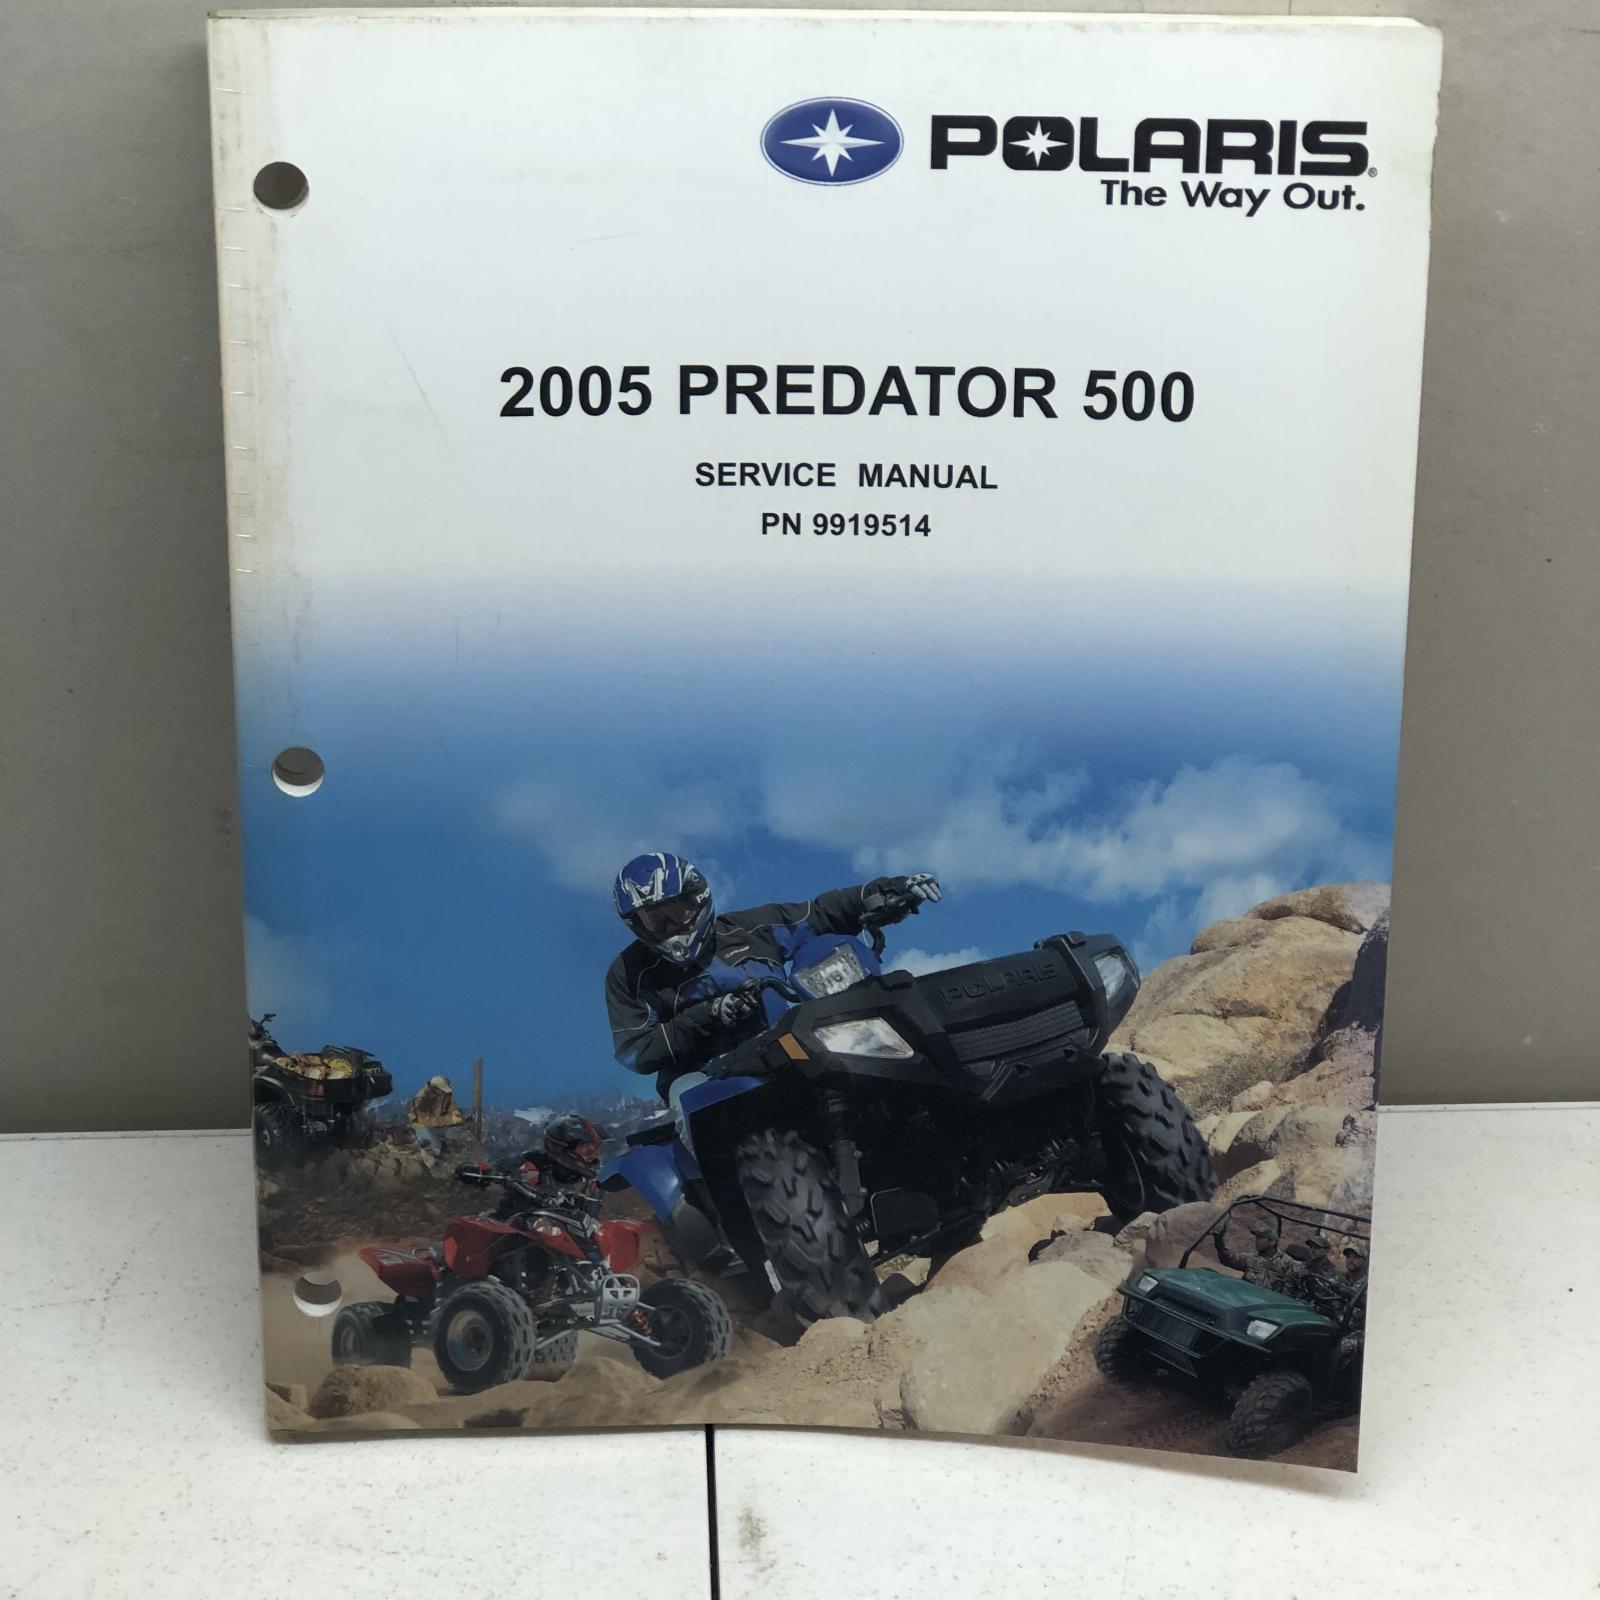 POLARIS®
The Way Out.
2005 PREDATOR 500
SERVICE MANUAL
PN 9919514
POLARIS